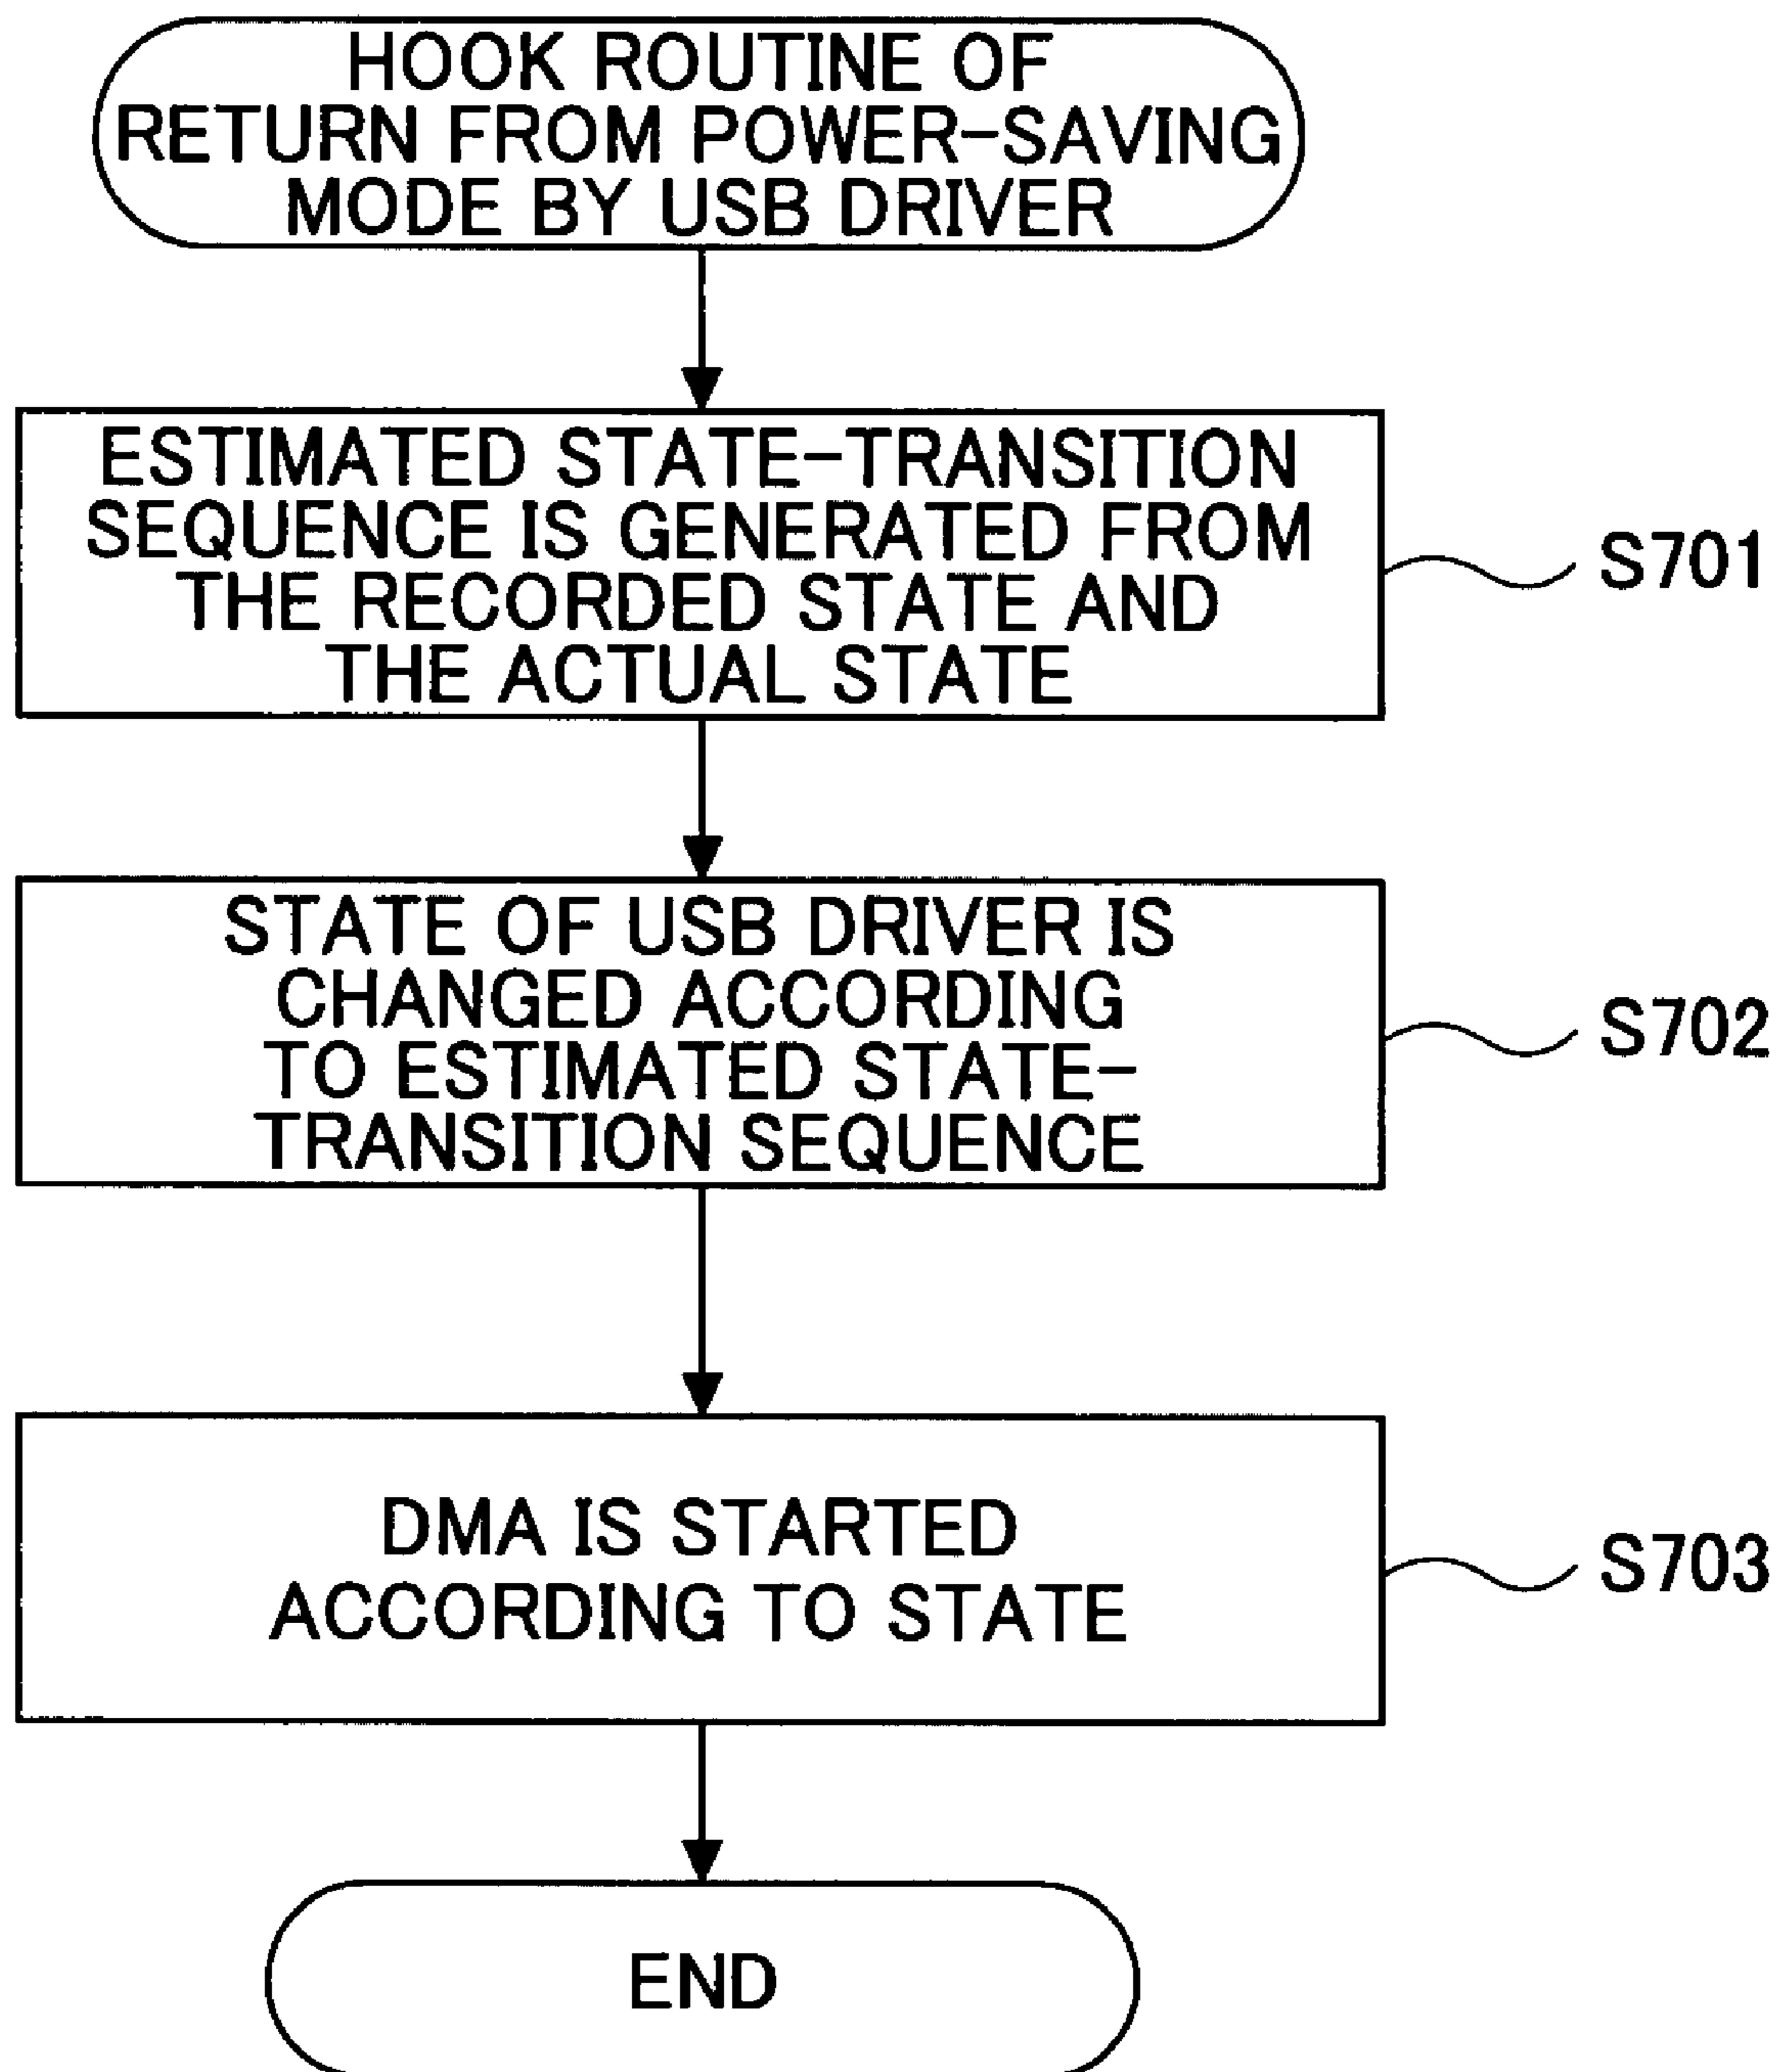 HOOK ROUTINE OF
RETURN FROM POWER-SAVING
MODE BY USB DRIVER
ESTIMATED STATE-TRANSITION
SEQUENCE IS GENERATED FROM
THE RECORDED STATE AND
THE ACTUAL STATE
S701
STATE OF USB DRIVER IS
CHANGED ACCORDING
TO ESTIMATED STATE-
TRANSITION SEQUENCE
S702
DMA IS STARTED
ACCORDING TO STATE
S703
END